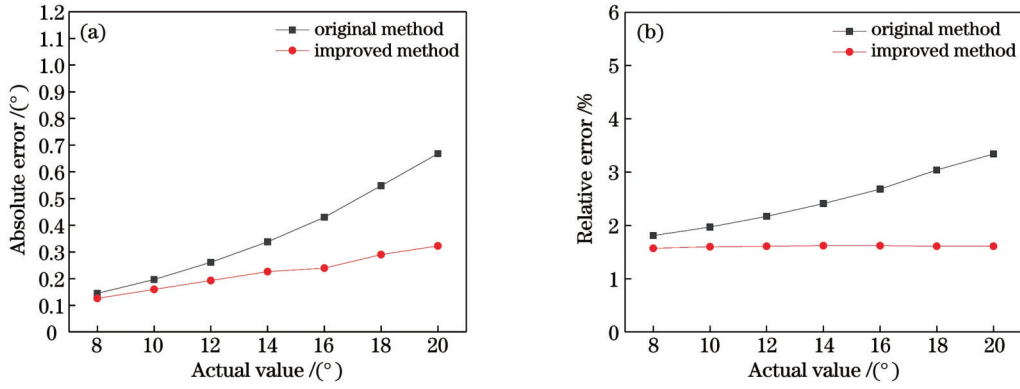 (a)
original method
improved method
1.2
1.1
1.0
0.9
0.8
0.7
0.6
0.5
0.4
0.3
0.2
0.1
0
Absolute error /(°)
8 10 12 14 16 18 20
Actual value /(°)
(b)
original method
improved method
6
5
4
3
2
1
0
Relative error /%
8 10 12 14 16 18 20
Actual value /(°)